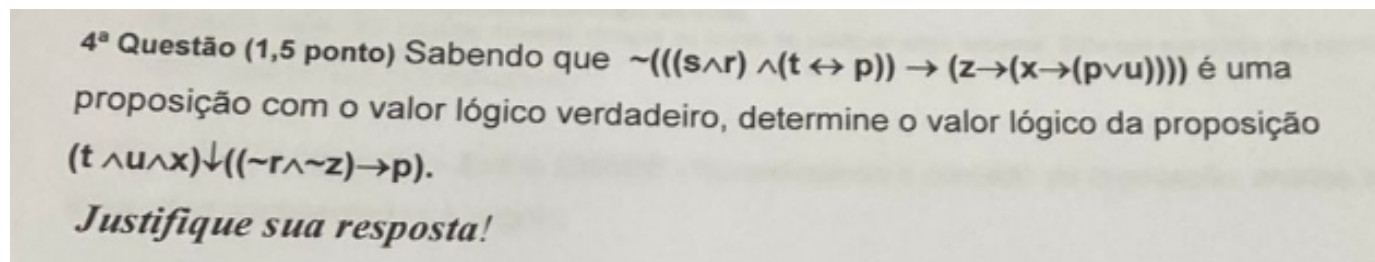 4ª Questão (1,5 ponto) Sabendo que ~(((s∧r) ∧(t ↔ p)) → (z→(x→(p∨u)))) é uma
proposição com o valor lógico verdadeiro, determine o valor lógico da proposição
(t ∧u∧x)↓((~r∧~z)→p).
Justifique sua resposta!